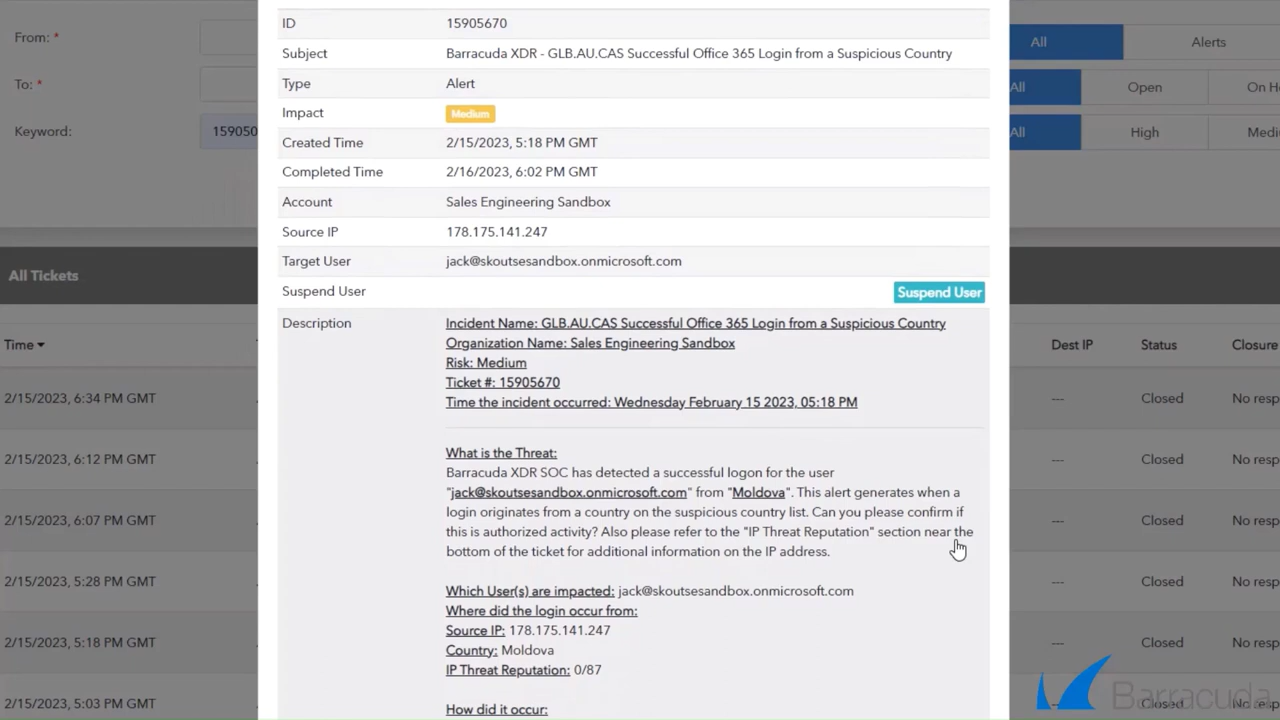 From: *
To: *
Keyword:
159050
All Tickets
Time
2/15/2023, 6:34 PM GMT
2/15/2023, 6:12 PM GMT
2/15/2023, 6:07 PM GMT
2/15/2023, 5:28 PM GMT
2/15/2023, 5:18 PM GMT
2/15/2023, 5:03 PM GMT
ID 15905670
Subject Barracuda XDR - GLB.AU.CAS Successful Office 365 Login from a Suspicious Country
Type Alert
Impact Medium
Created Time 2/15/2023, 5:18 PM GMT
Completed Time 2/16/2023, 6:02 PM GMT
Account Sales Engineering Sandbox
Source IP 178.175.141.247
Target User jack@skoutsesandbox.onmicrosoft.com
Suspend User Suspend User
Description
Incident Name: GLB.AU.CAS Successful Office 365 Login from a Suspicious Country
Organization Name: Sales Engineering Sandbox
Risk: Medium
Ticket #: 15905670
Time the incident occurred: Wednesday February 15 2023, 05:18 PM
What is the Threat:
Barracuda XDR SOC has detected a successful logon for the user
"jack@skoutsesandbox.onmicrosoft.com" from "Moldova". This alert generates when a
login originates from a country on the suspicious country list. Can you please confirm if
this is authorized activity? Also please refer to the "IP Threat Reputation" section near the
bottom of the ticket for additional information on the IP address.
Which User(s) are impacted: jack@skoutsesandbox.onmicrosoft.com
Where did the login occur from:
Source IP: 178.175.141.247
Country: Moldova
IP Threat Reputation: 0/87
How did it occur:
All Alerts
All Open On H
All High Medi
Dest IP Status Closure
--- Closed No resp
--- Closed No resp
--- Closed No resp
--- Closed No resp
--- Closed No resp
Closed No resp
Barracuda